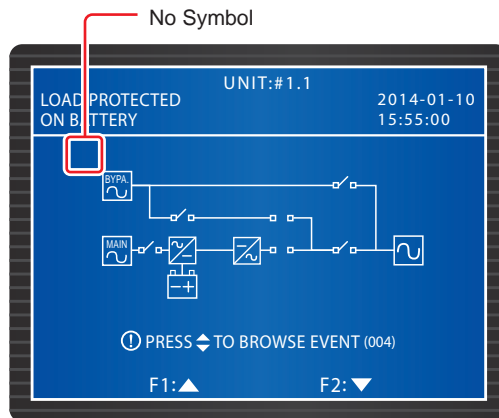 No Symbol
UNIT:#1.1
LOAD PROTECTED
2014-01-10
ON BATTERY
15:55:00
BYPA.
MAIN
PRESS TO BROWSE EVENT (004)
F1: F2: